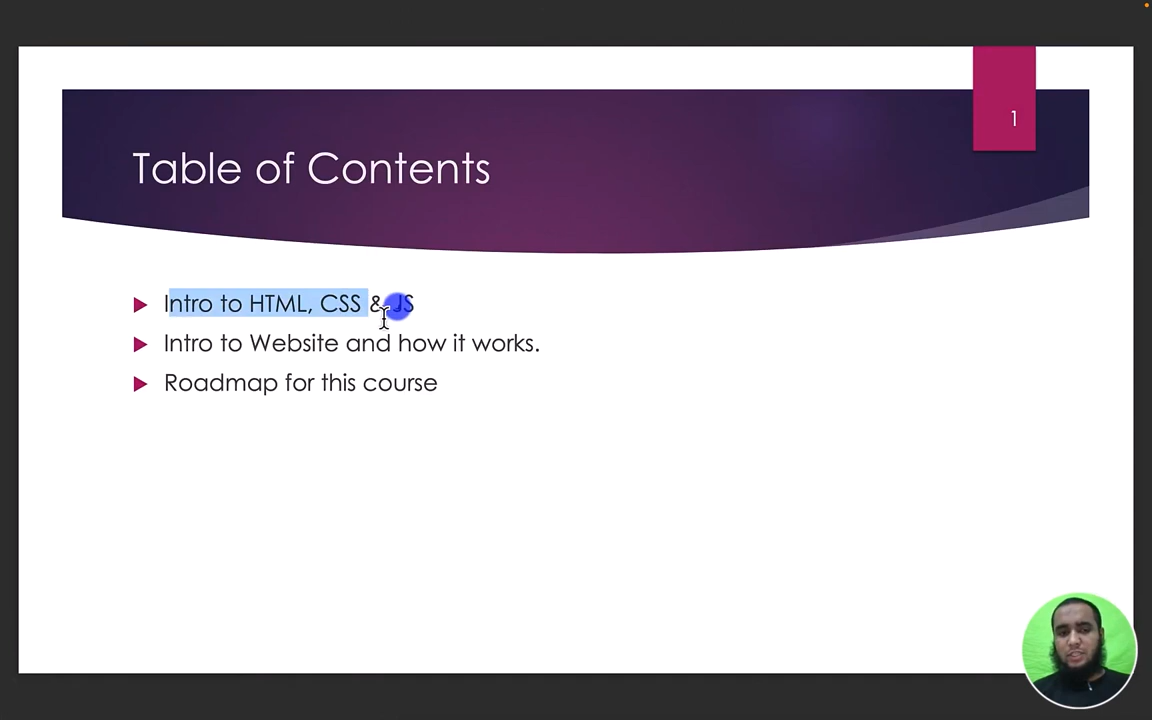 1
Table of Contents
Intro to HTML, CSS & JS
Intro to Website and how it works.
Roadmap for this course